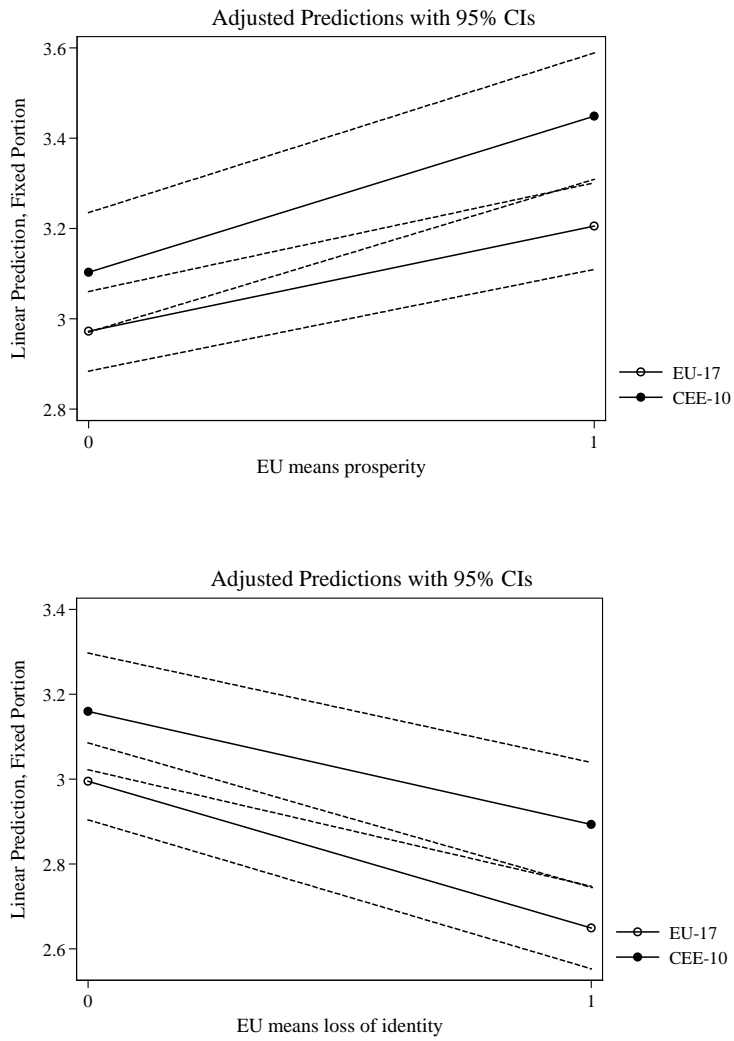 Adjusted Predictions with 95% CIs
3.6
3.4
3.2
3
2.8
Linear Prediction, Fixed Portion
0
1
EU means prosperity
EU-17
CEE-10
Adjusted Predictions with 95% CIs
3.4
3.2
3
2.8
2.6
Linear Prediction, Fixed Portion
0
1
EU means loss of identity
EU-17
CEE-10